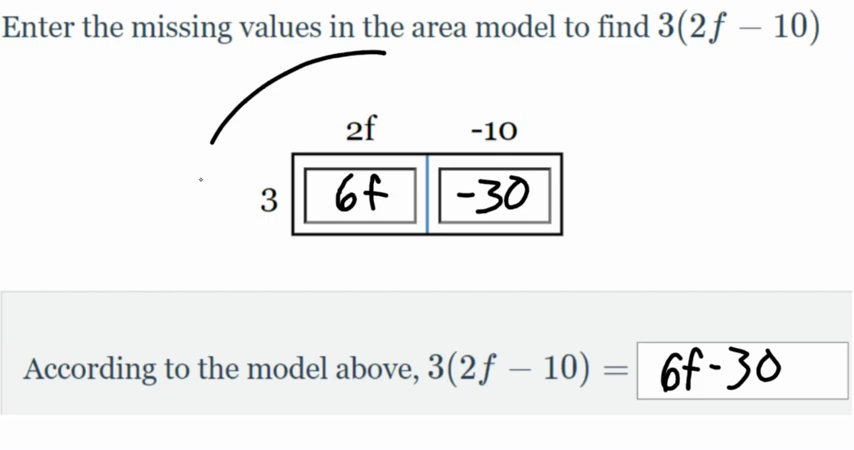 Enter the missing values in the area model to find 3(2f − 10)
2f -10
3 6f -30
According to the model above, 3(2f − 10) = 6f-30